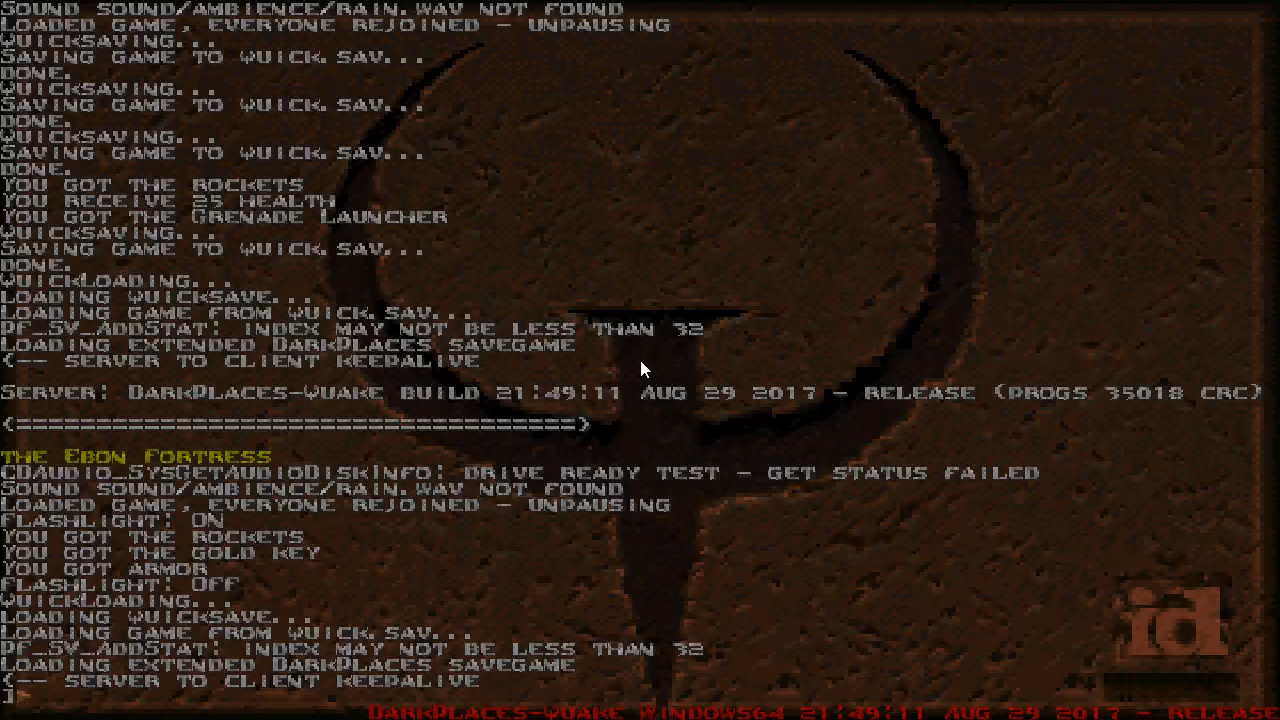 Sound sound/ambience/rain.wav not found
Loaded game, everyone rejoined - unpausing
Quicksaving...
Saving game to quick.sav...
done.
Quicksaving...
Saving game to quick.sav...
done.
Quicksaving...
Saving game to quick.sav...
done.
You got the rockets
You receive 25 health
You got the Grenade Launcher
Quicksaving...
Saving game to quick.sav...
done.
Quickloading...
Loading quicksave...
Loading game from quick.sav...
PF_SV_AddStat: index may not be less than 32
Loading extended DarkPlaces savegame
<-- server to client keepalive
Server: DarkPlaces-Quake build 21:49:11 Aug 29 2017 - release (progs 35018 crc)
<===================================>
the Ebon Fortress
CDAudio_SysGetAudioDiskInfo: drive ready test - get status failed
Sound sound/ambience/rain.wav not found
Loaded game, everyone rejoined - unpausing
Flashlight: ON
You got the rockets
You got the gold key
You got armor
Flashlight: OFF
Quickloading...
Loading quicksave...
Loading game from quick.sav...
PF_SV_AddStat: index may not be less than 32
Loading extended DarkPlaces savegame
<-- server to client keepalive
]
id
DarkPlaces-Quake Windows64 21:49:11 Aug 29 2017 - release